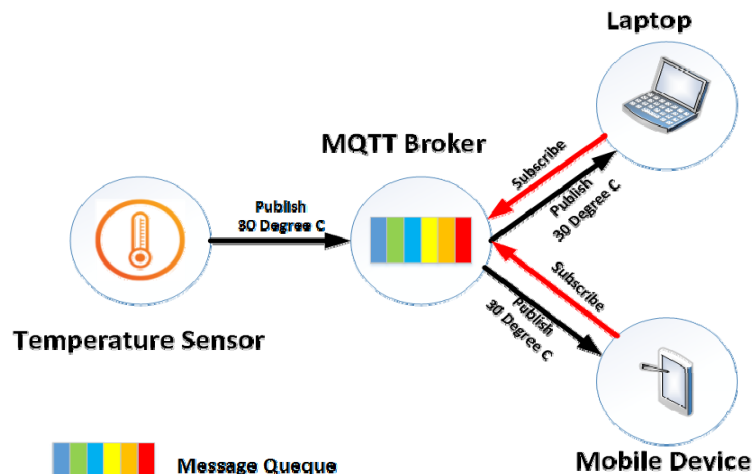 Laptop
MQTT Broker
Subscribe
Publish
30 Degree C
Publish
30 Degree C
Subscribe
Publish
30 Degree C
Temperature Sensor
Message Queque
Mobile Device